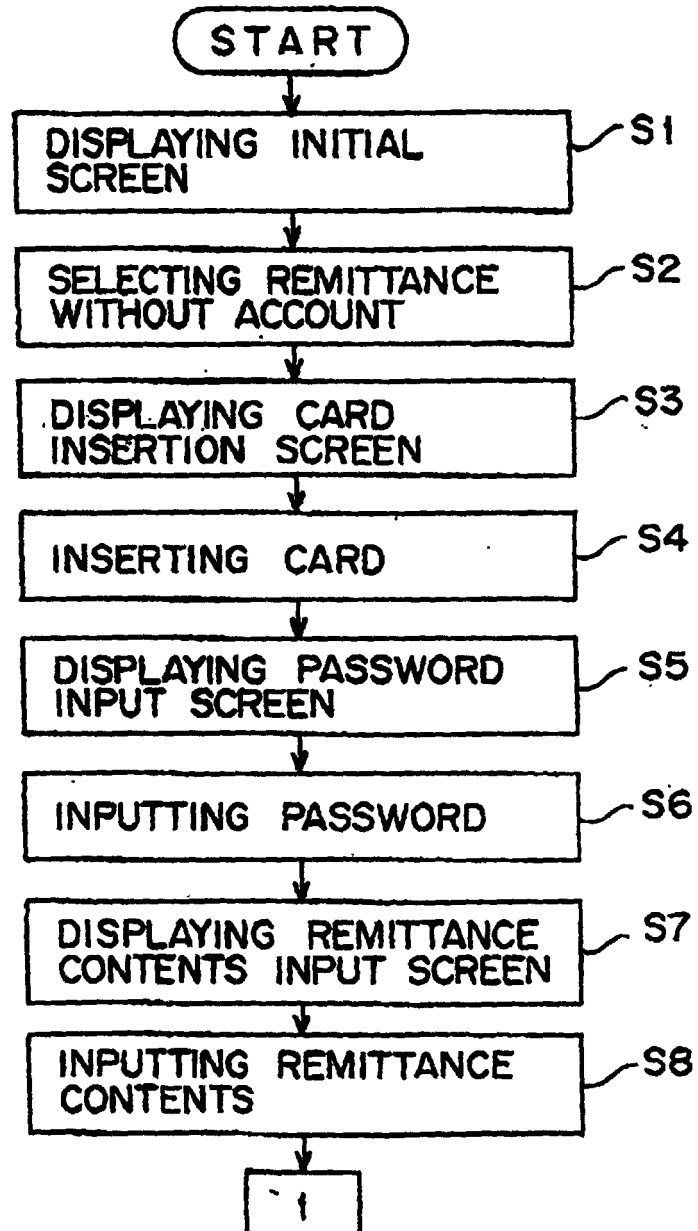 START
DISPLAYING INITIAL
SCREEN
S1
SELECTING REMITTANCE
WITHOUT ACCOUNT
S2
DISPLAYING CARD
INSERTION SCREEN
S3
INSERTING CARD
S4
DISPLAYING PASSWORD
INPUT SCREEN
S5
INPUTTING PASSWORD
S6
DISPLAYING REMITTANCE
CONTENTS INPUT SCREEN
S7
INPUTTING REMITTANCE
CONTENTS
S8
1